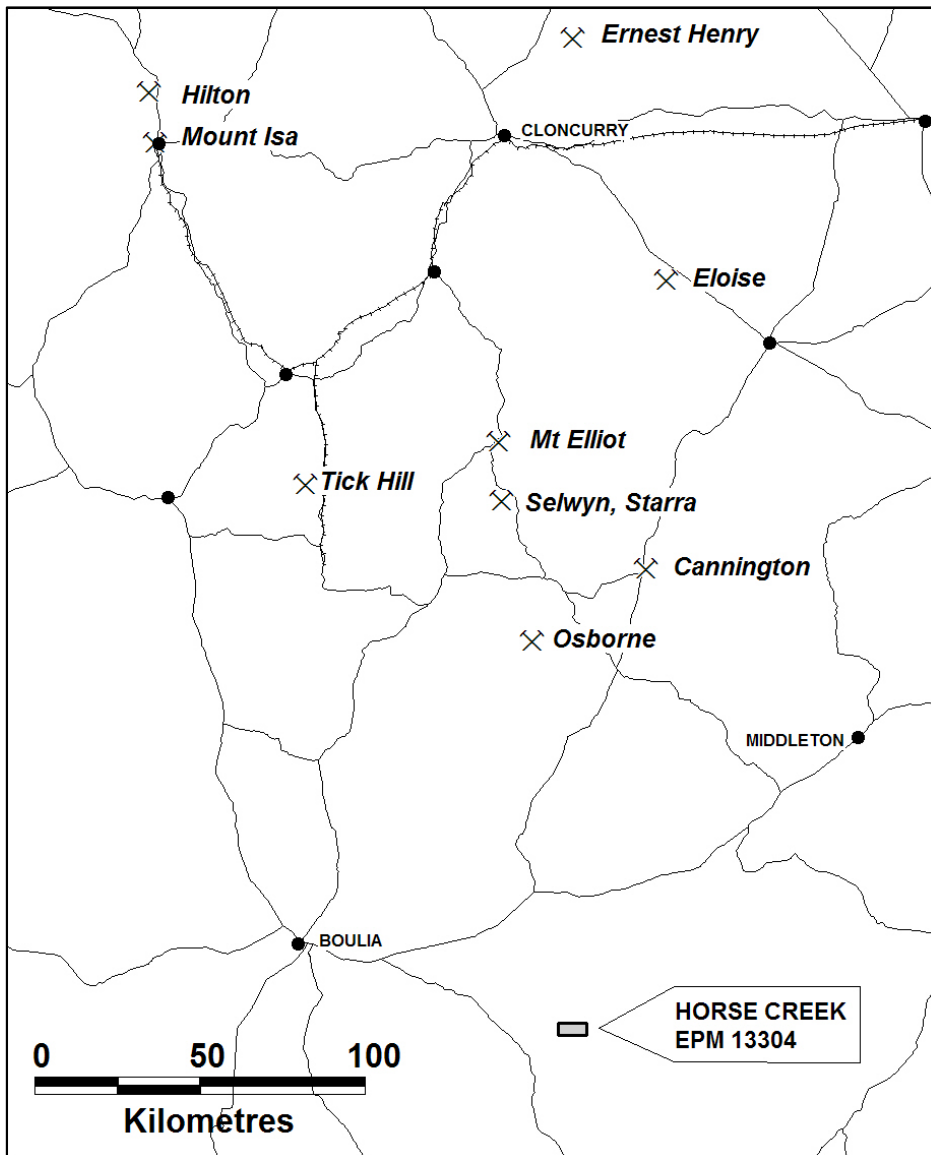 Ernest Henry
Hilton
Mount Isa
CLONCURRY
Eloise
Mt Elliot
Tick Hill
Selwyn, Starra
Cannington
Osborne
MIDDLETON
BOULIA
HORSE CREEK
EPM 13304
0 50 100
Kilometres